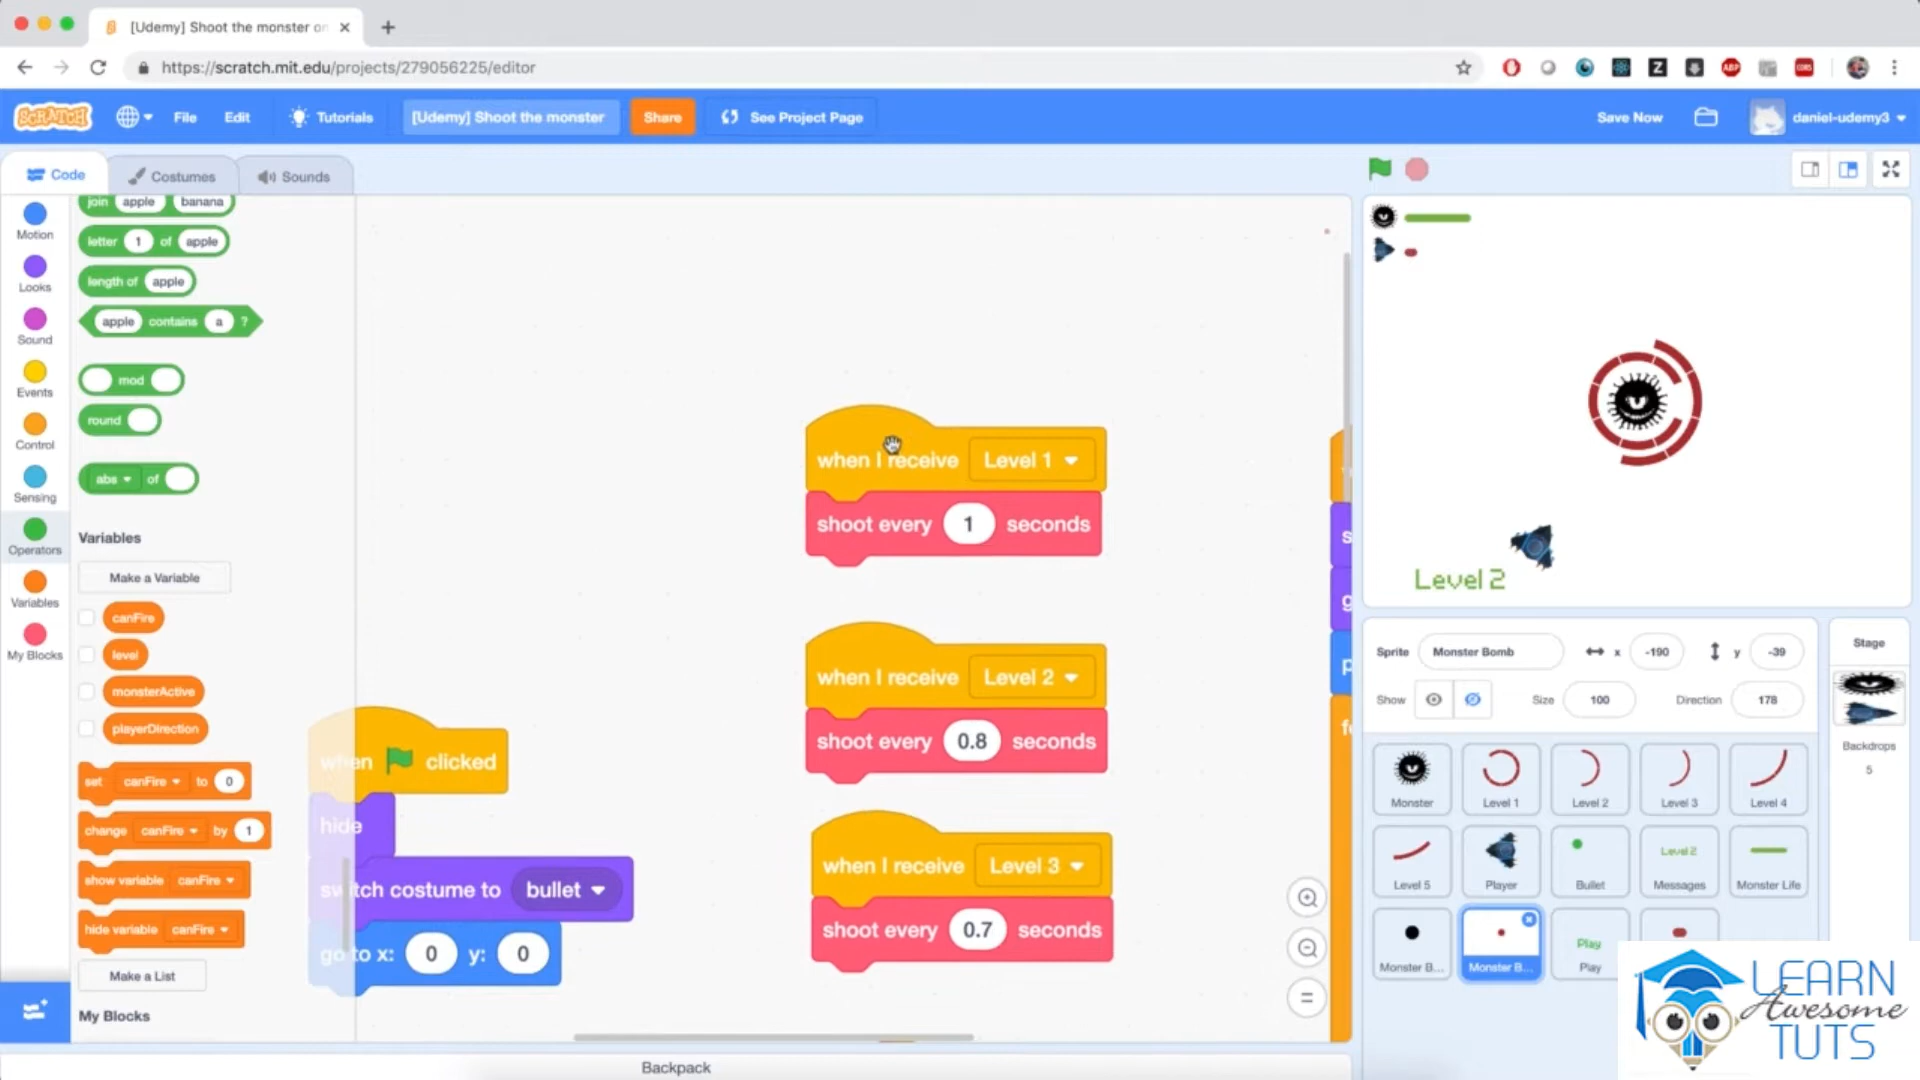 [Udemy] Shoot the monster on
https://scratch.mit.edu/projects/279056225/editor
SCRATCH
File
Edit
Tutorials
[Udemy] Shoot the monster
Share
See Project Page
Save Now
daniel-udemy3
Code
Costumes
Sounds
Motion
Looks
Sound
Events
Control
Sensing
Operators
Variables
My Blocks
join apple banana
letter 1 of apple
length of apple
apple contains a ?
mod
round
abs of
Variables
Make a Variable
canFire
level
monsterActive
playerDirection
set canFire to 0
change canFire by 1
show variable canFire
hide variable canFire
Make a List
My Blocks
when clicked
hide
switch costume to bullet
go to x: 0 y: 0
when I receive Level 1
shoot every 1 seconds
when I receive Level 2
shoot every 0.8 seconds
when I receive Level 3
shoot every 0.7 seconds
Backpack
Level 2
Sprite Monster Bomb x -190 y -39
Show Size 100 Direction 178
Stage
Backdrops
5
Monster
Level 1
Level 2
Level 3
Level 4
Level 5
Player
Bullet
Level 2
Messages
Monster Life
Monster B...
Monster B...
Play
Play
LEARN
Awesome
TUTS